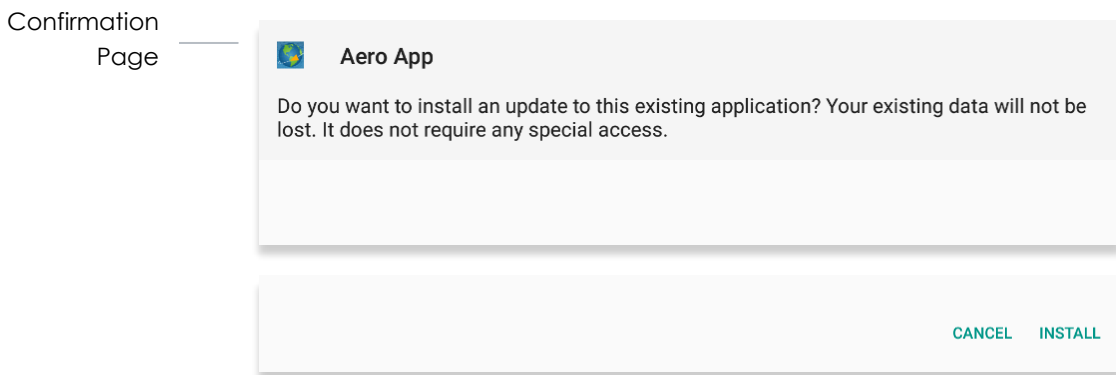 Confirmation
Page
Aero App
Do you want to install an update to this existing application? Your existing data will not be
lost. It does not require any special access.
CANCEL INSTALL